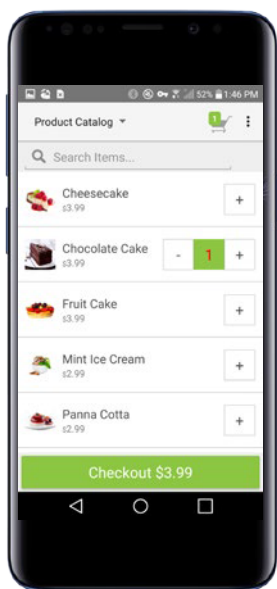 52% 1:46 PM
Product Catalog
1
Search Items...
Cheesecake
$3.99
+
Chocolate Cake
$3.99
- 1 +
Fruit Cake
$3.99
+
Mint Ice Cream
$2.99
+
Panna Cotta
$2.99
+
Checkout $3.99